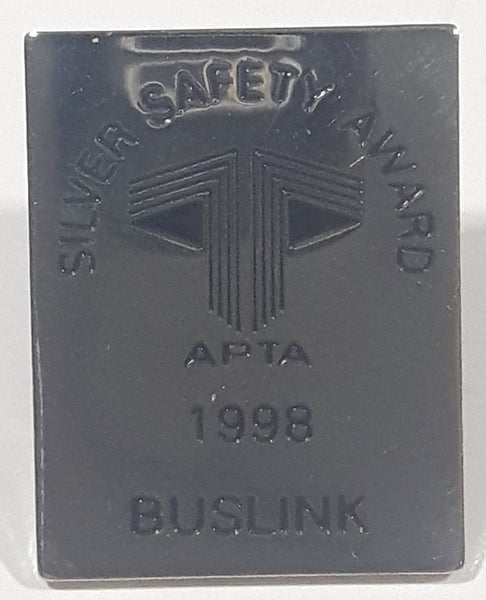 SILVER SAFETY AWARD
APTA
1998
BUSLINK